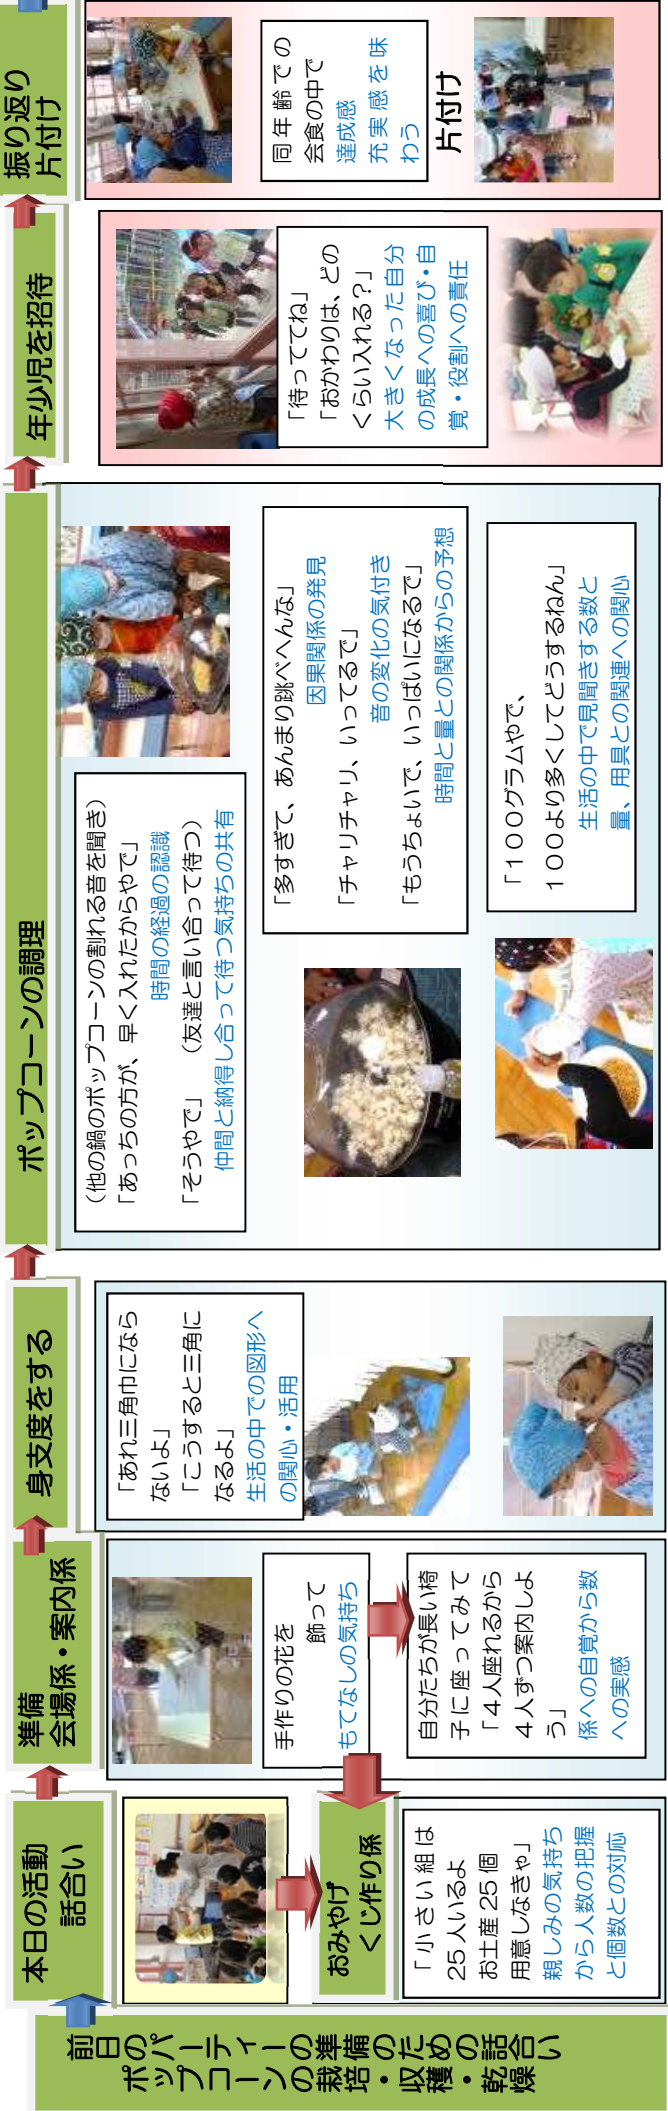 前日のパーティーの準備のための話合い
ポップコーンの栽培・収穫・乾燥
本日の活動
話合い
おみやげ
くじ作り係
「小さい組は
25人いるよ
お土産25個
用意しなきゃ」
親しみの気持ち
から人数の把握
と個数との対応
準備
会場係・案内係
手作りの花を
飾って
もてなしの気持ち
自分たちが長い椅
子に座ってみて
「４人座れるから
４人ずつ案内しよ
う」
係への自覚から数
への実感
身支度をする
「あれ三角巾になら
ないよ」
「こうすると三角に
なるよ」
生活の中での図形へ
の関心・活用
ポップコーンの調理
（他の鍋のポップコーンの割れる音を聞き）
「あっちの方が、早く入れたからやで」
時間の経過の認識
「そうやで」　（友達と言い合って待つ）
仲間と納得し合って待つ気持ちの共有
「多すぎて、あんまり跳べへんな」
因果関係の発見
「チャリチャリ、いってるで」
音の変化の気付き
「もうちょいで、いっぱいになるで」
時間と量との関係からの予想
「１００グラムやで、
１００より多くしてどうするねん」
生活の中で見聞きする数と
量、用具との関連への関心
年少児を招待
「待っててね」
「おかわりは、どの
くらい入れる？」
大きくなった自分
の成長への喜び・自
覚・役割への責任
振り返り
片付け
同年齢での
会食の中で
達成感
充実感を味
わう
片付け